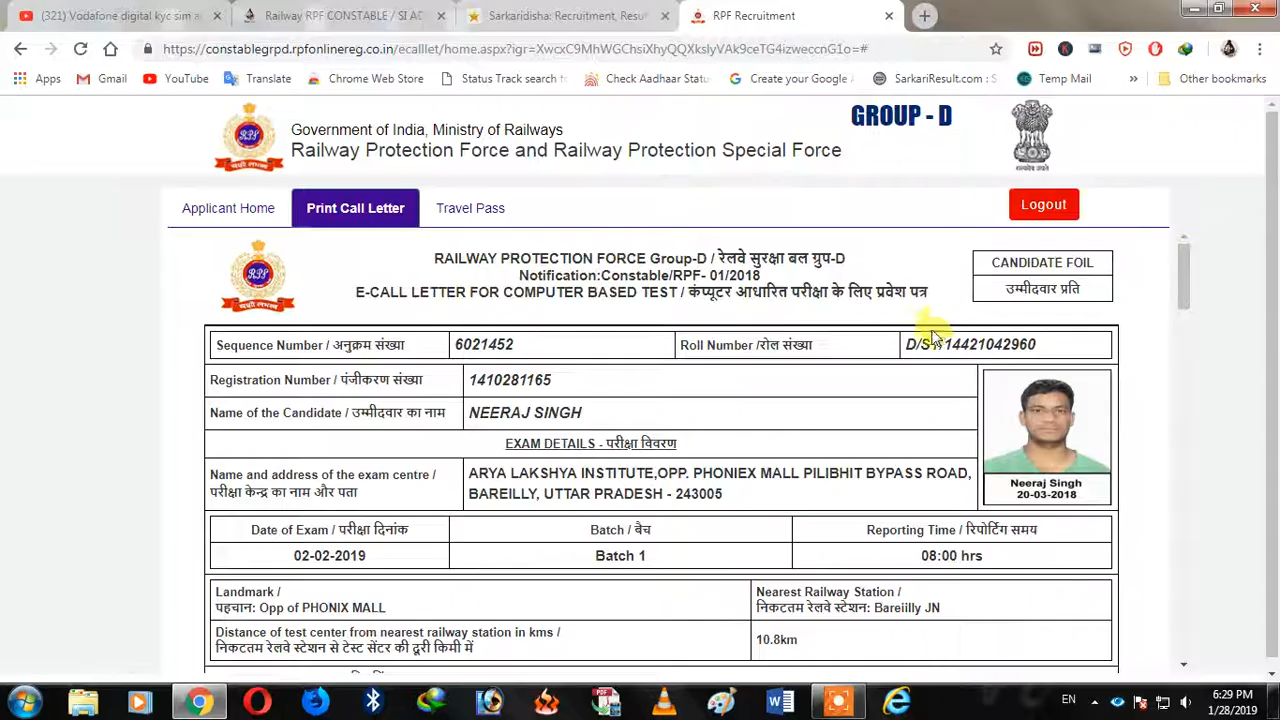 (321) Vodafone digital kyc sim a
Railway RPF CONSTABLE / SI AD
Sarkaridisha: Recruitment, Resu
RPF Recruitment
https://constablegrpd.rpfonlinereg.co.in/ecalllet/home.aspx?igr=XwcxC9MhWGChsiXhyQQXkslyVAk9ceTG4izweccnG1o=#
Apps
Gmail
YouTube
Translate
Chrome Web Store
Status Track search fo
Check Aadhaar Statu
Create your Google A
SarkariResult.com : S
Temp Mail
»
Other bookmarks
Government of India, Ministry of Railways
Railway Protection Force and Railway Protection Special Force
GROUP - D
Applicant Home
Print Call Letter
Travel Pass
Logout
RAILWAY PROTECTION FORCE Group-D / रेलवे सुरक्षा बल ग्रुप-D
Notification:Constable/RPF- 01/2018
E-CALL LETTER FOR COMPUTER BASED TEST / कंप्यूटर आधारित परीक्षा के लिए प्रवेश पत्र
CANDIDATE FOIL
उम्मीदवार प्रति
Sequence Number / अनुक्रम संख्या
6021452
Roll Number /रोल संख्या
14421042960
Registration Number / पंजीकरण संख्या
1410281165
Name of the Candidate / उम्मीदवार का नाम
NEERAJ SINGH
EXAM DETAILS - परीक्षा विवरण
Name and address of the exam centre /
परीक्षा केन्द्र का नाम और पता
ARYA LAKSHYA INSTITUTE,OPP. PHONIEX MALL PILIBHIT BYPASS ROAD,
BAREILLY, UTTAR PRADESH - 243005
Neeraj Singh
20-03-2018
Date of Exam / परीक्षा दिनांक
Batch / बैच
Reporting Time / रिपोर्टिंग समय
02-02-2019
Batch 1
08:00 hrs
Landmark /
पहचान: Opp of PHONIX MALL
Nearest Railway Station /
निकटतम रेलवे स्टेशन: Bareiilly JN
Distance of test center from nearest railway station in kms /
निकटतम रेलवे स्टेशन से टेस्ट सेंटर की दूरी किमी में
10.8km
EN
6:29 PM
1/28/2019